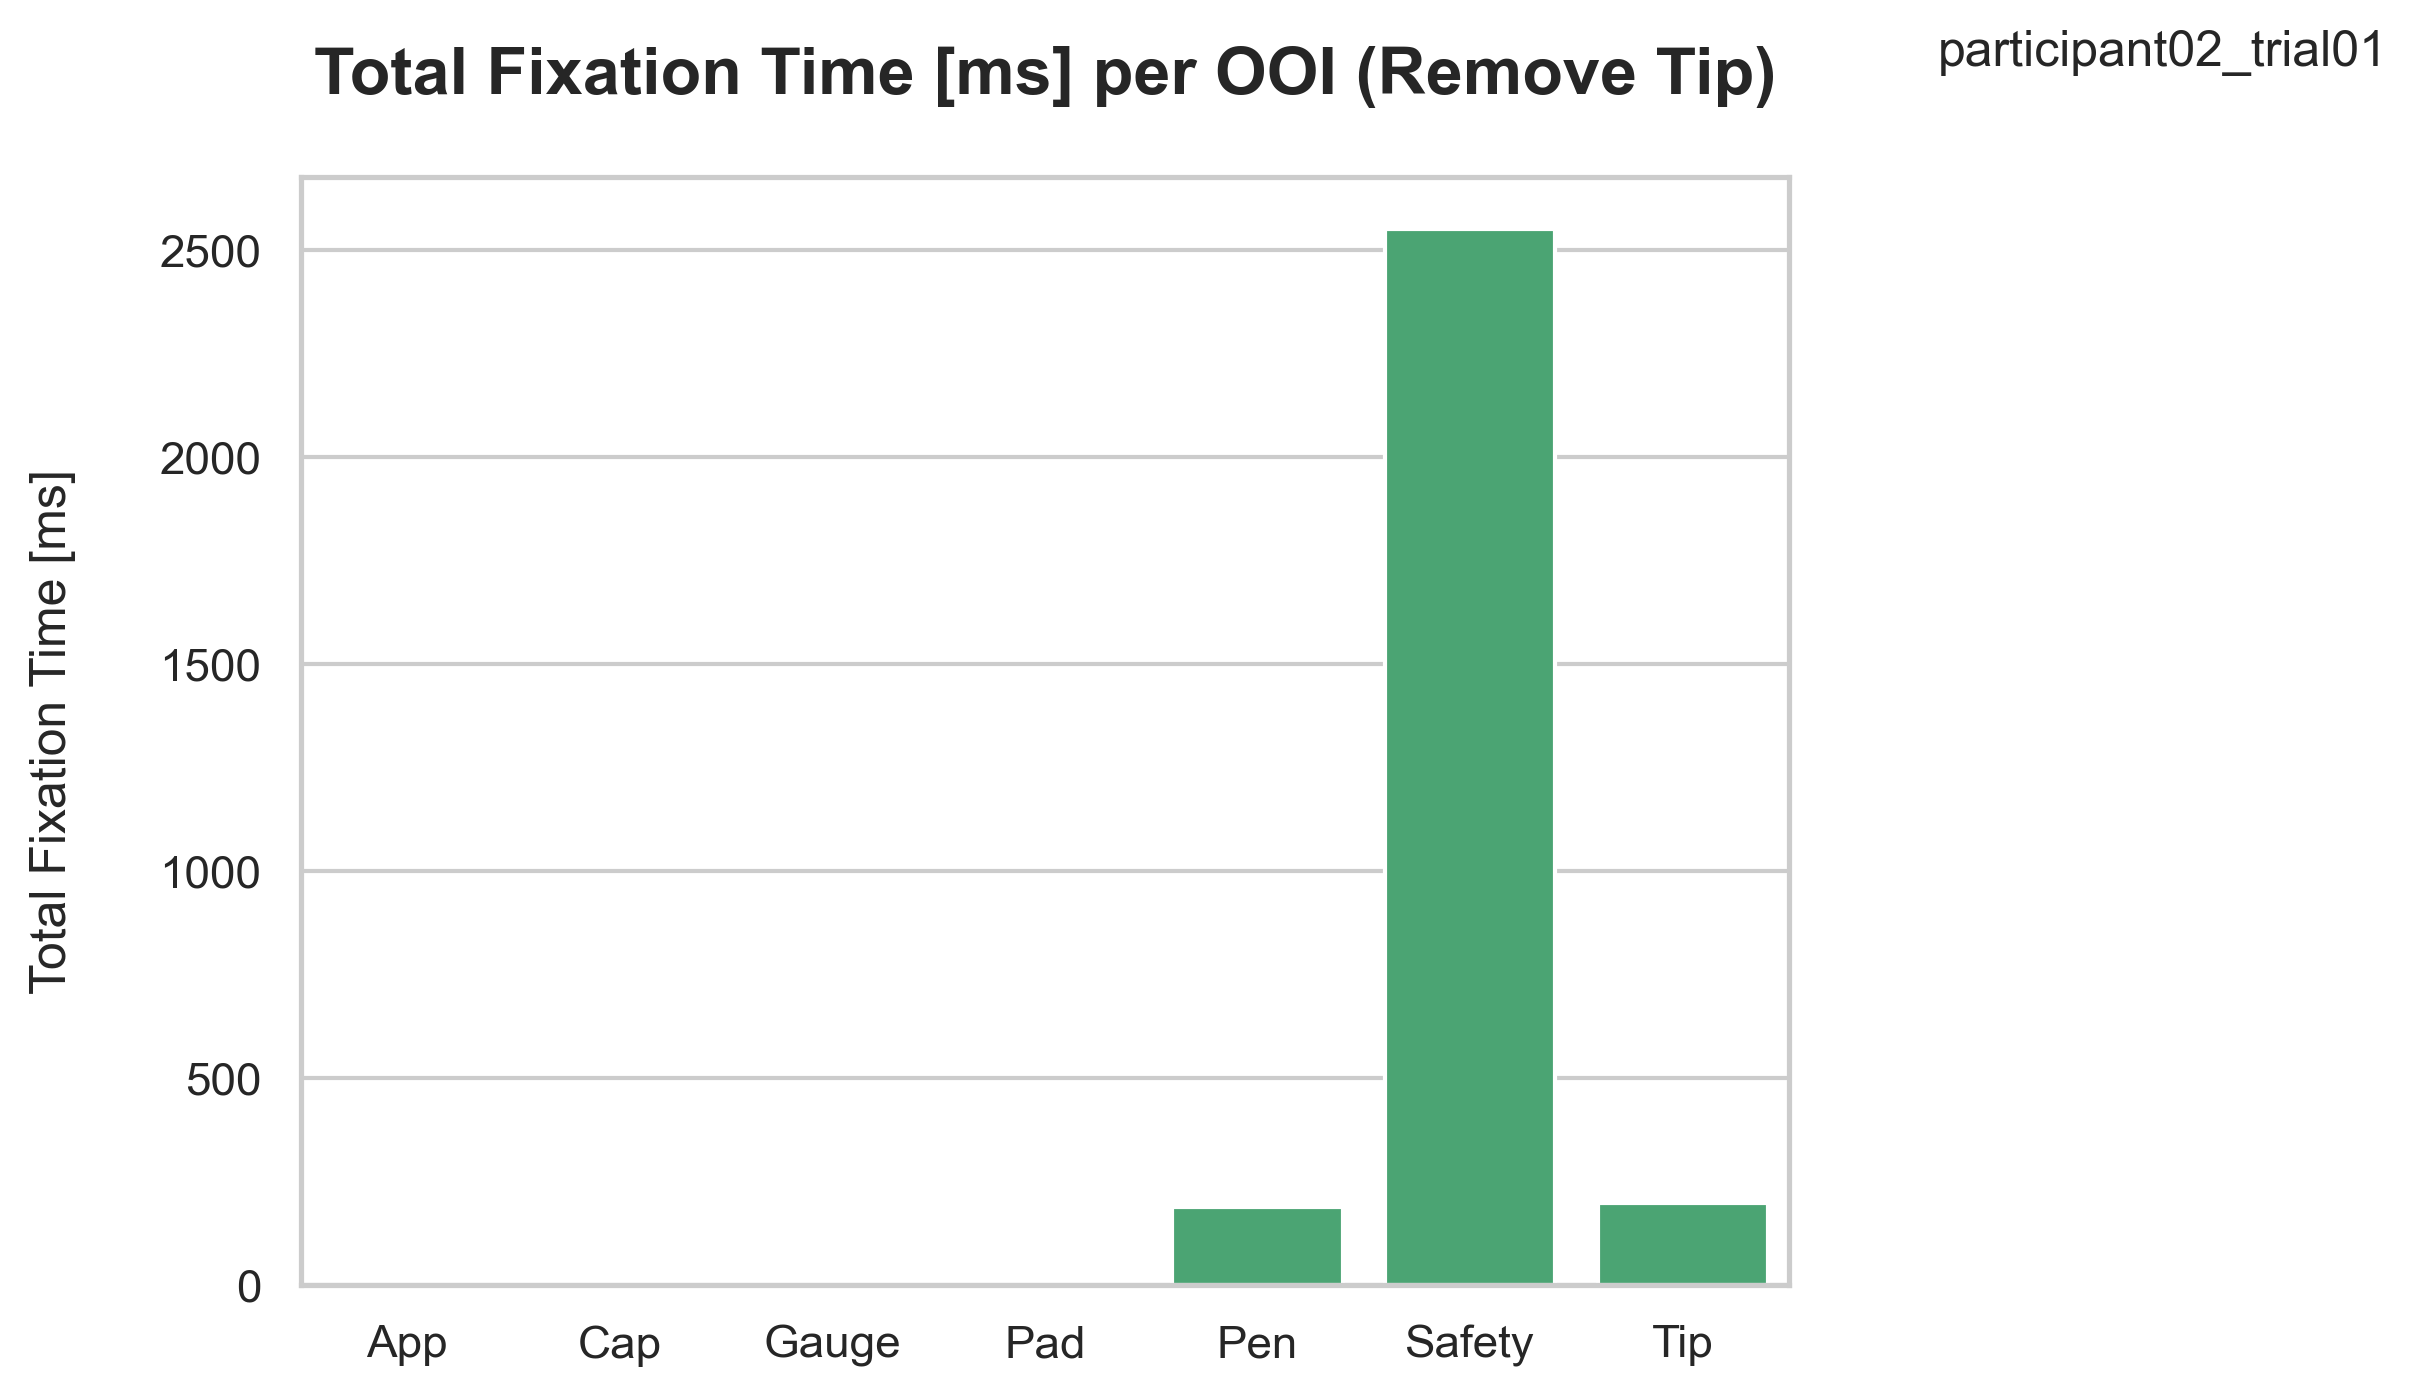 participant02_trial01
Total Fixation Time [ms] per OOI (Remove Tip)
Total Fixation Time [ms]
2500
2000
1500
1000
500
0
App Cap Gauge Pad Pen Safety Tip